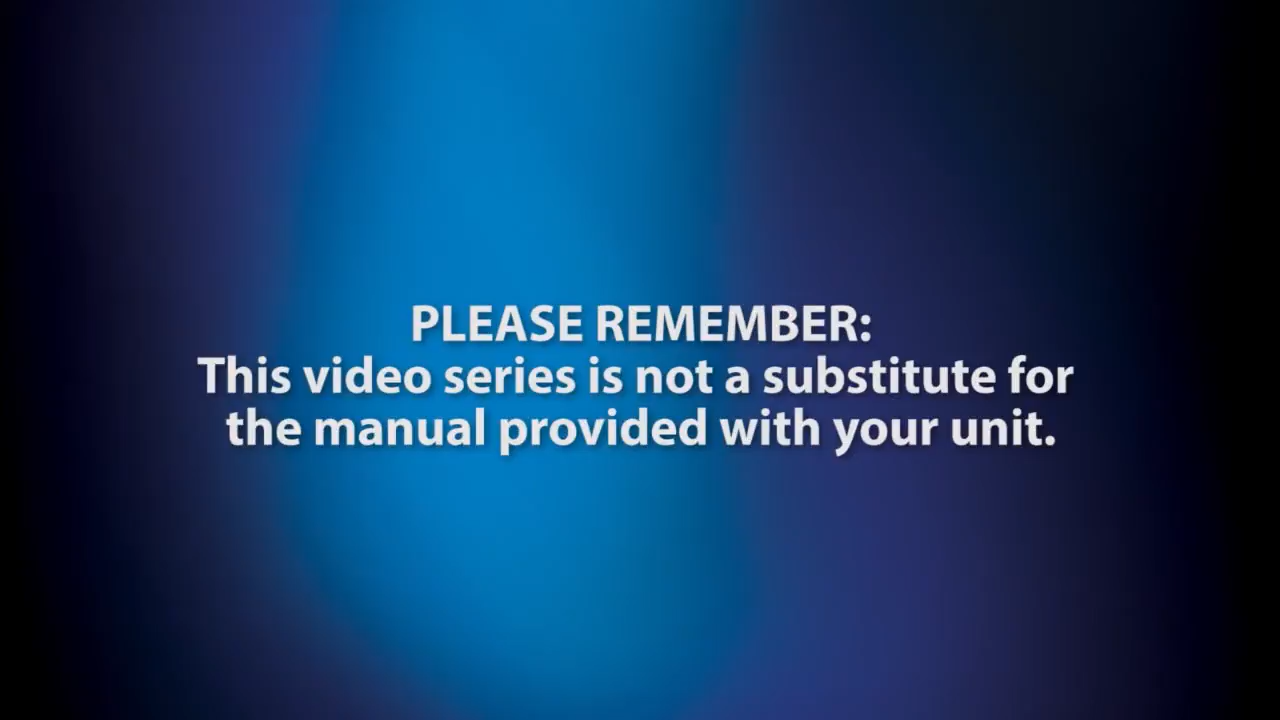 PLEASE REMEMBER:
This video series is not a substitute for
the manual provided with your unit.